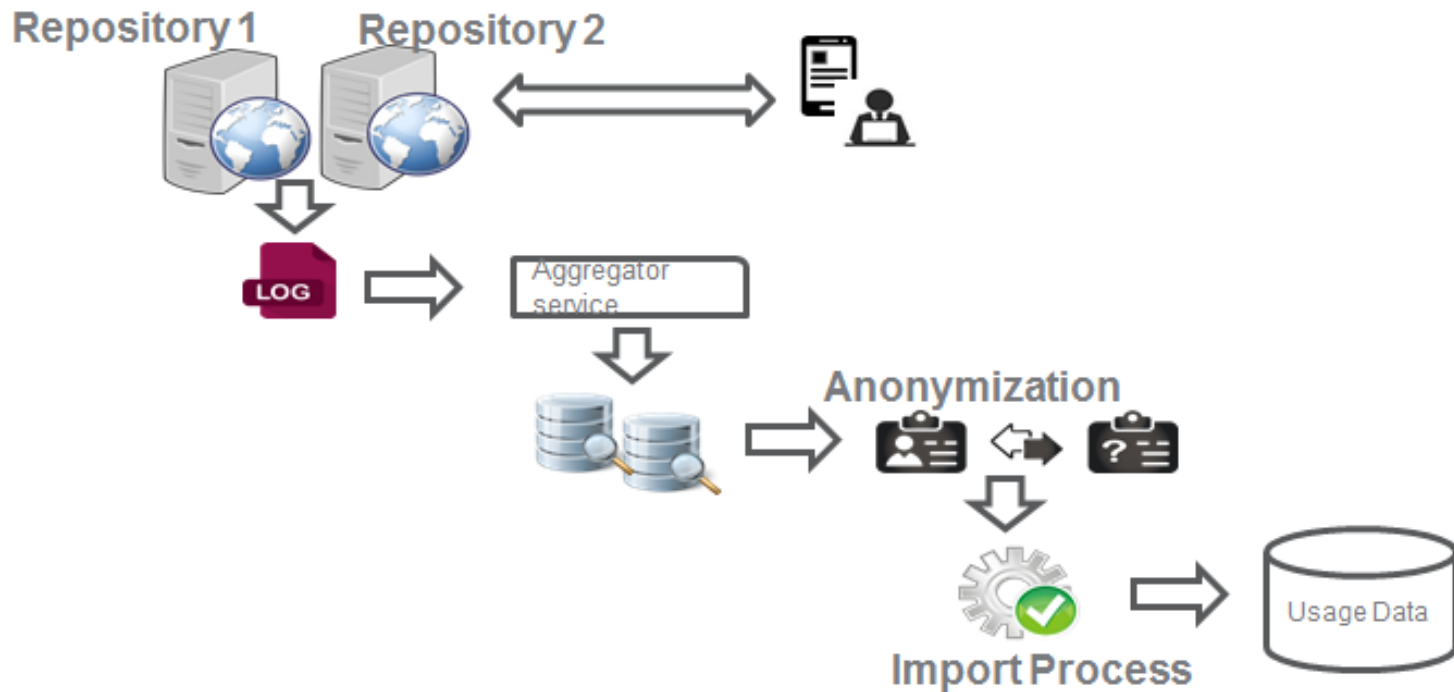 Repository 1
Repository 2
LOG
Aggregator
service
Anonymization
?
Import Process
Usage Data